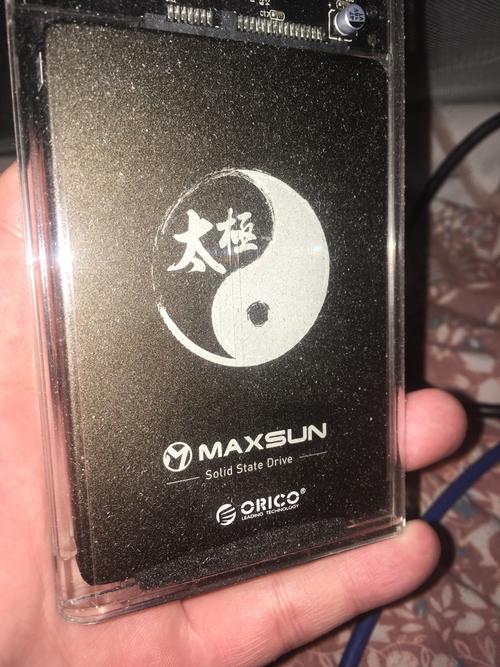 太極
MAXSUN
Solid State Drive
ORICO®
LEADING TECHNOLOGY